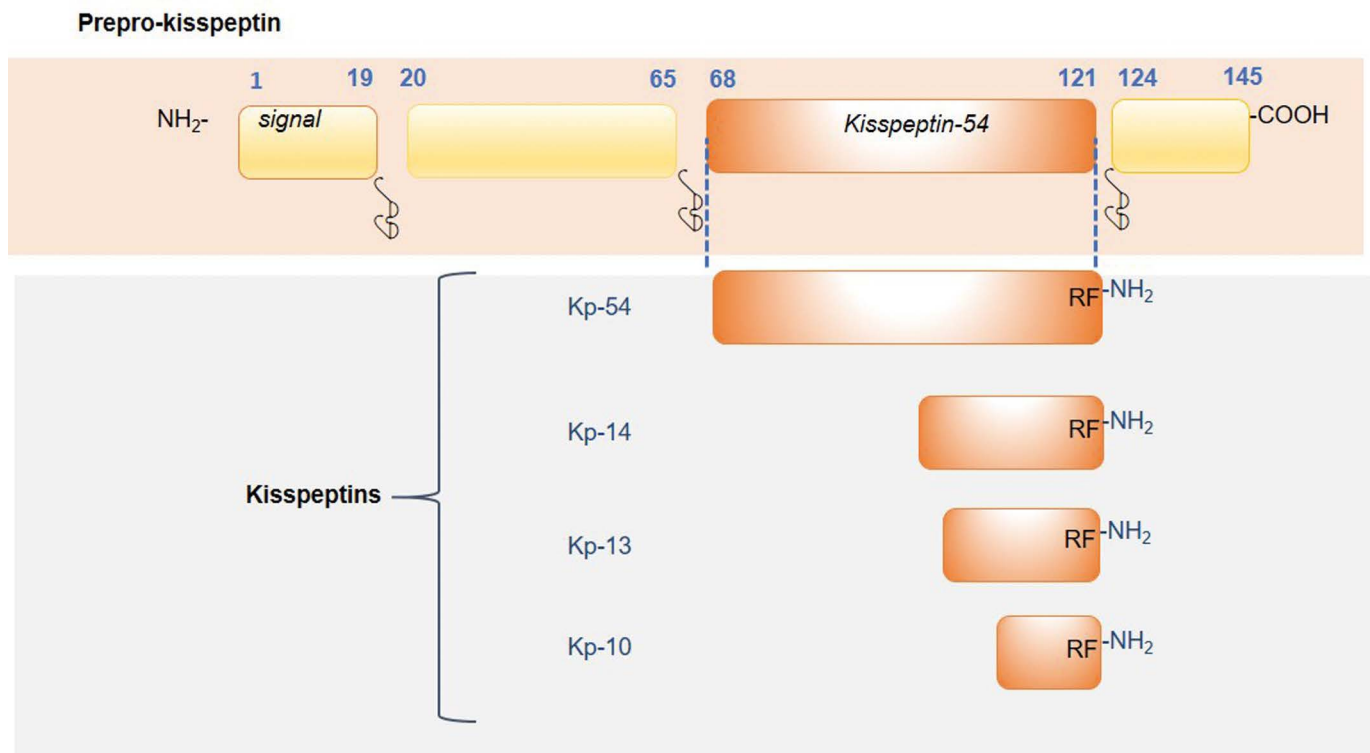 Prepro-kisspeptin
1 19 20 65 68 121 124 145
NH₂- signal Kisspeptin-54 -COOH
Kp-54 RF-NH₂
Kp-14 RF-NH₂
Kisspeptins
Kp-13 RF-NH₂
Kp-10 RF-NH₂